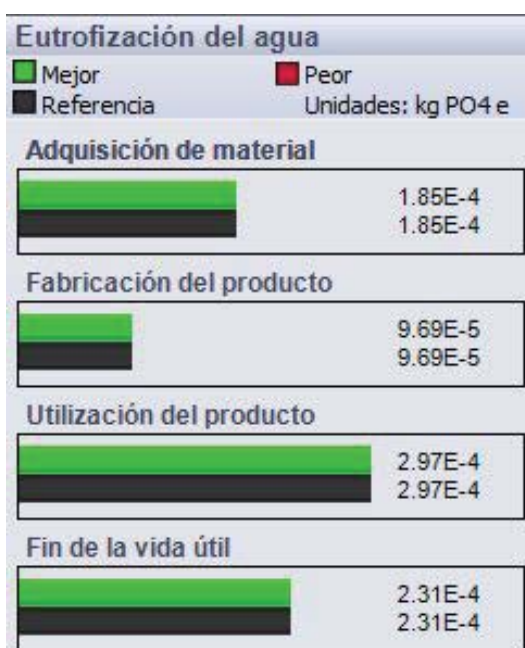 Eutrofización del agua
Mejor Peor
Referencia Unidades: kg PO4 e
Adquisición de material
1.85E-4
1.85E-4
Fabricación del producto
9.69E-5
9.69E-5
Utilización del producto
2.97E-4
2.97E-4
Fin de la vida útil
2.31E-4
2.31E-4